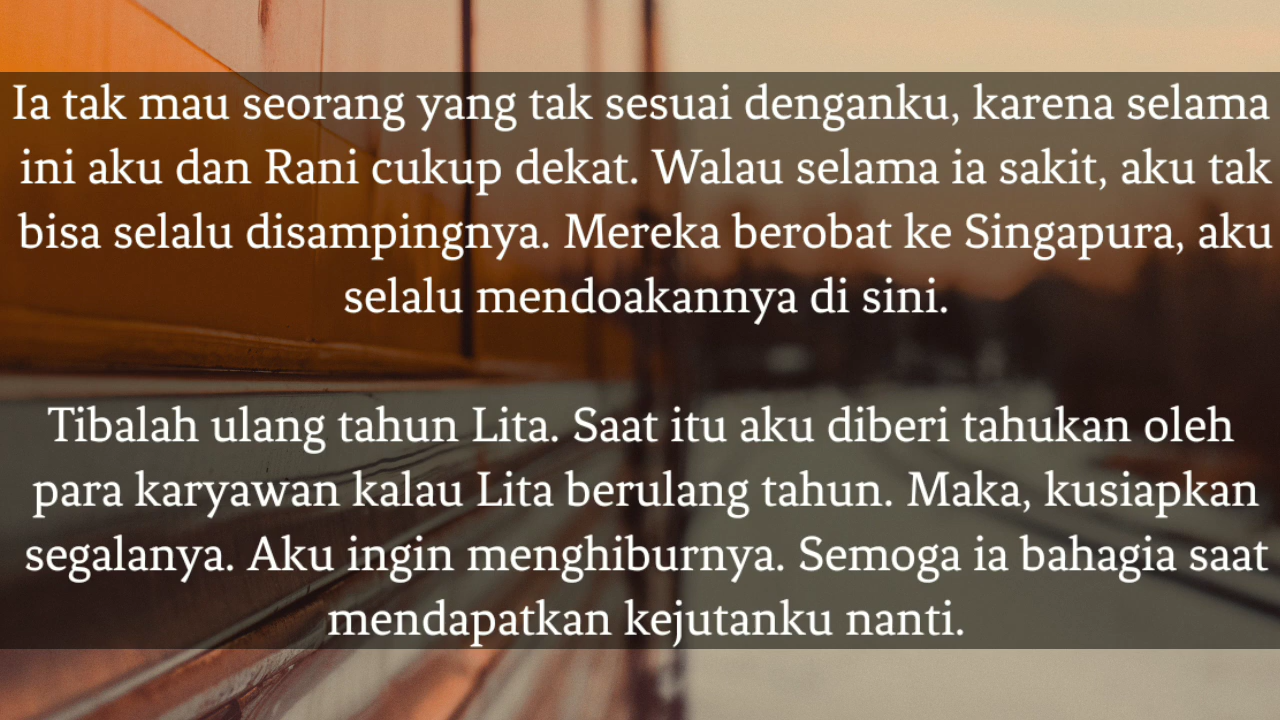 Ia tak mau seorang yang tak sesuai denganku, karena selama
ini aku dan Rani cukup dekat. Walau selama ia sakit, aku tak
bisa selalu disampingnya. Mereka berobat ke Singapura, aku
selalu mendoakannya di sini.
Tibalah ulang tahun Lita. Saat itu aku diberi tahukan oleh
para karyawan kalau Lita berulang tahun. Maka, kusiapkan
segalanya. Aku ingin menghiburnya. Semoga ia bahagia saat
mendapatkan kejutanku nanti.